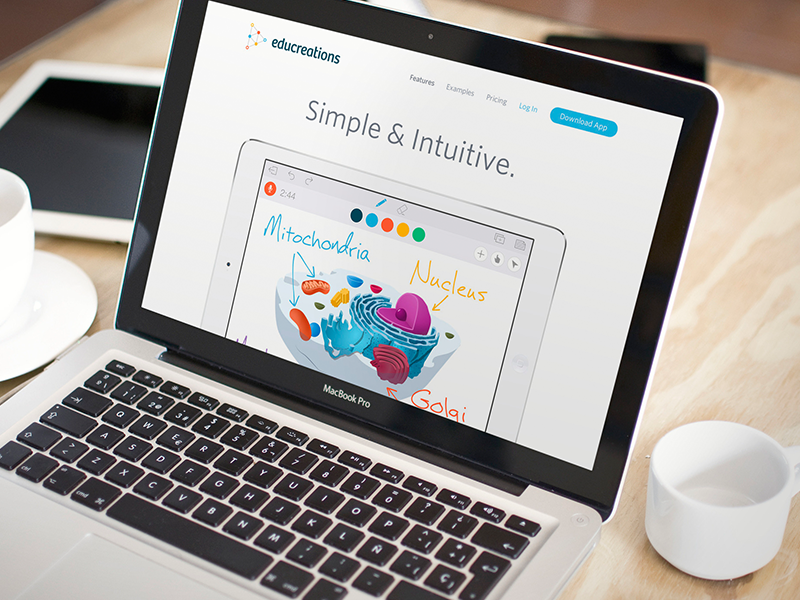 educreations
Features Examples Pricing Log In Download App
Simple & Intuitive.
2:44
Mitochondria
Nucleus
Golgi
MacBook Pro